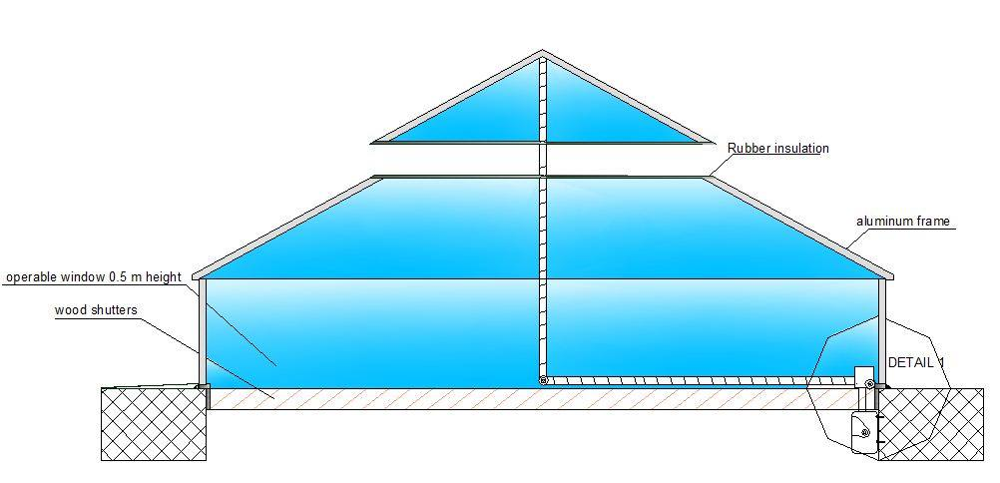 Rubber insulation
aluminum frame
operable window 0.5 m height
wood shutters
DETAIL 1